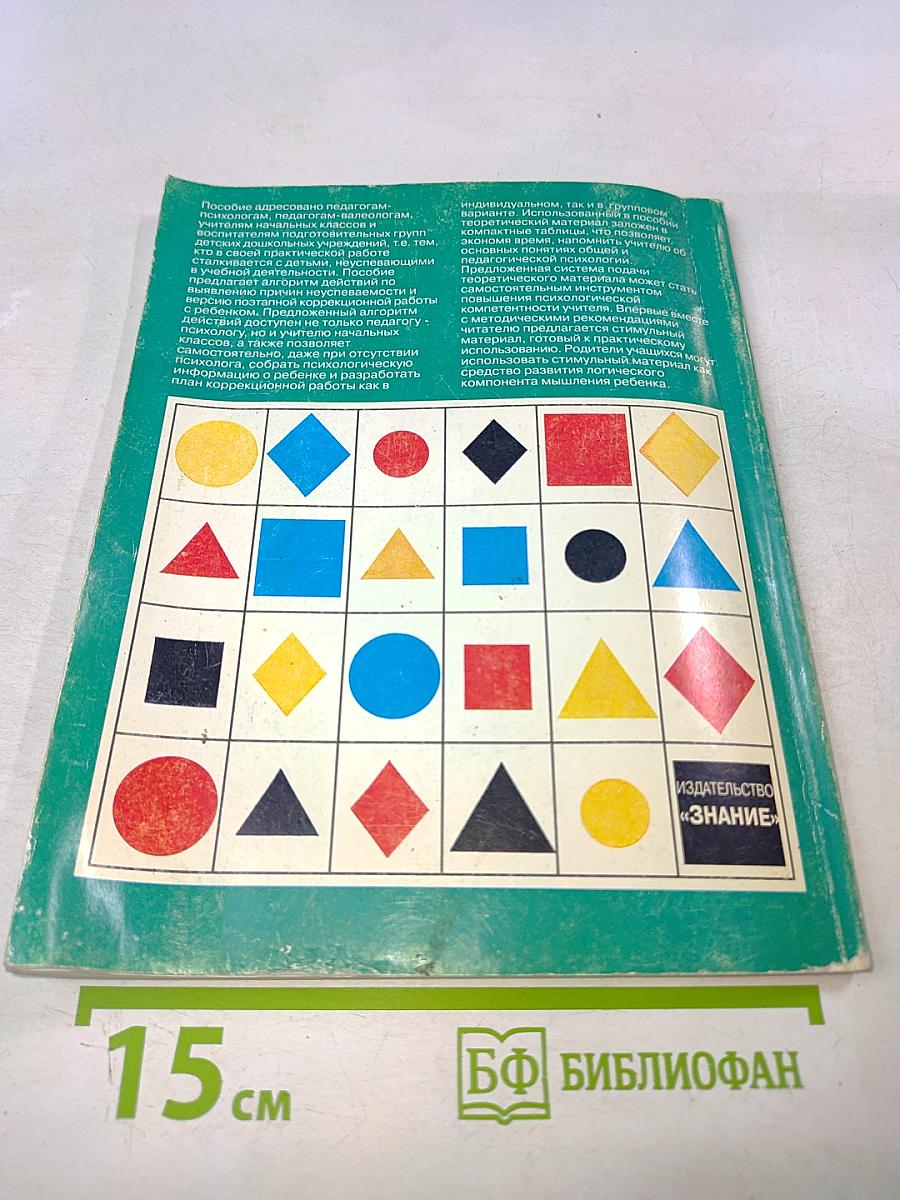 Пособие адресовано педагогам-
психологам, педагогам-валеологам,
учителям начальных классов и
воспитателям подготовительных групп
детских дошкольных учреждений, т.е. тем,
кто в своей практической работе
сталкивается с детьми, неуспевающими
в учебной деятельности. Пособие
предлагает алгоритм действий по
выявлению причин неуспеваемости и
версию поэтапной коррекционной работы
с ребенком. Предложенный алгоритм
действий доступен не только педагогу -
психологу, но и учителю начальных
классов, а также позволяет
самостоятельно, даже при отсутствии
психолога, собрать психологическую
информацию о ребенке и разработать
план коррекционной работы как в
индивидуальном, так и в групповом
варианте. Использованный в пособии
теоретический материал заложен в
компактные таблицы, что позволяет,
экономя время, напомнить учителю об
основных понятиях общей и
педагогической психологии.
Предложенная система подачи
теоретического материала может стать
самостоятельным инструментом
повышения психологической
компетентности учителя. Впервые вместе
с методическими рекомендациями
читателю предлагается стимульный
материал, готовый к практическому
использованию. Родители учащихся могут
использовать стимульный материал как
средство развития логического
компонента мышления ребенка.
ИЗДАТЕЛЬСТВО
«ЗНАНИЕ»
15 см
БФ БИБЛИОФАН